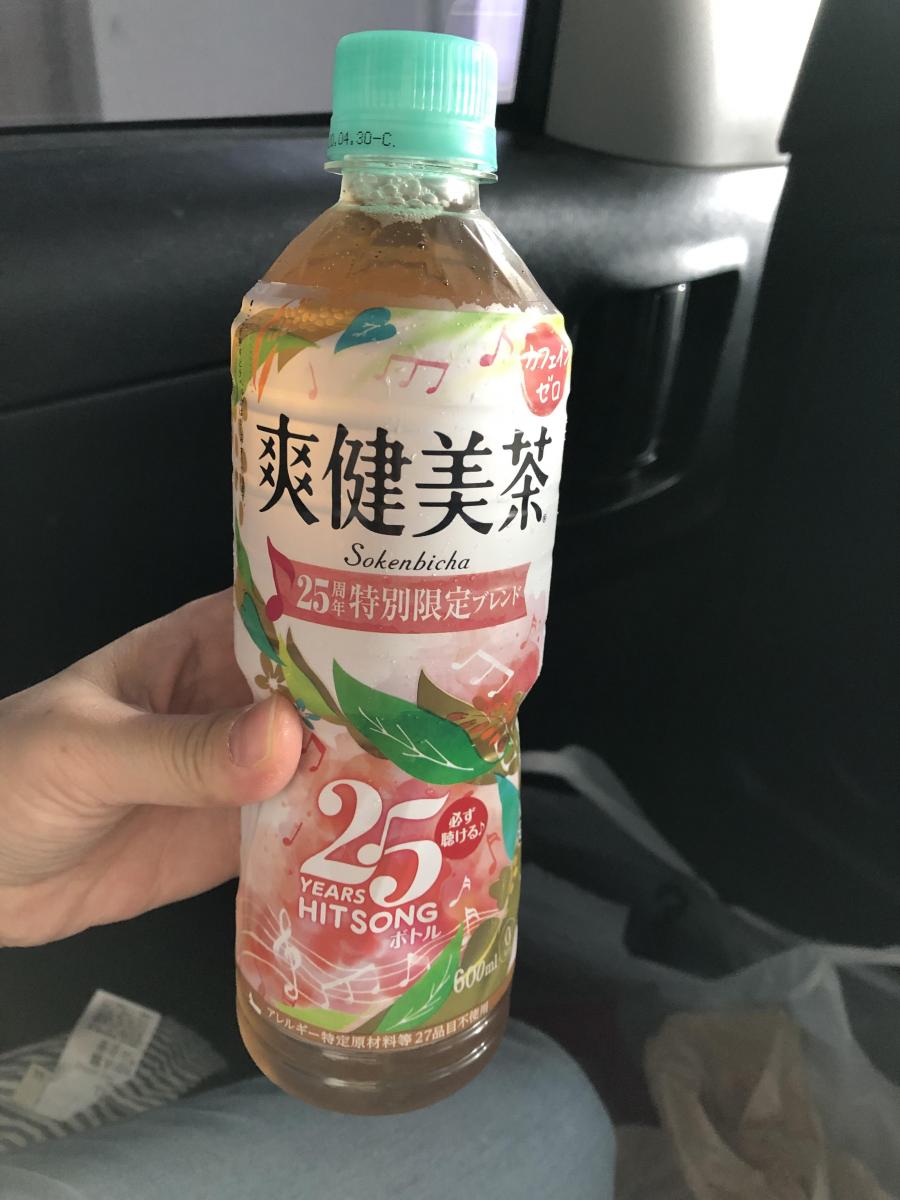 .04.30-C.
カフェイン
ゼロ
爽健美茶
Sokenbicha
25周年特別限定ブレンド
25
必ず
聴ける♪
YEARS
HITSONG
ボトル
600ml
アレルギー特定原材料等27品目不使用